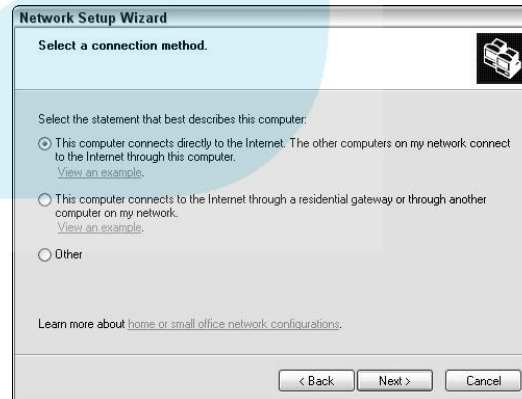 Network Setup Wizard
Select a connection method.
Select the statement that best describes this computer:
This computer connects directly to the Internet. The other computers on my network connect
to the Internet through this computer.
View an example.
This computer connects to the Internet through a residential gateway or through another
computer on my network.
View an example.
Other
Learn more about home or small office network configurations.
< Back Next > Cancel